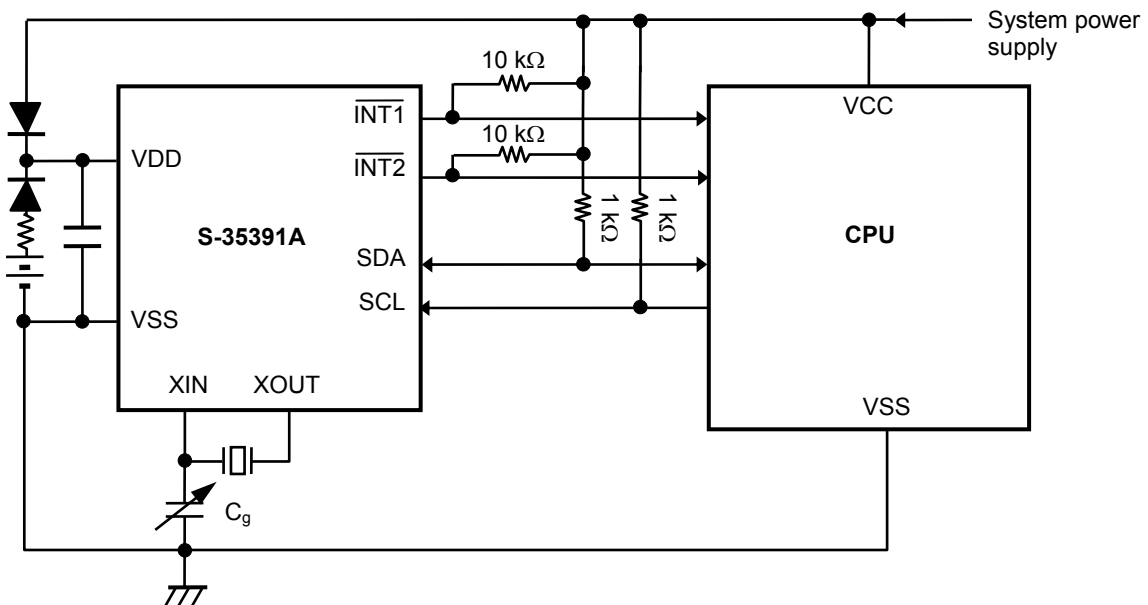 System power
supply
10 kΩ
INT1
VCC
10 kΩ
VDD
INT2
1 kΩ
1 kΩ
S-35391A
CPU
SDA
SCL
VSS
XIN
XOUT
VSS
Cg